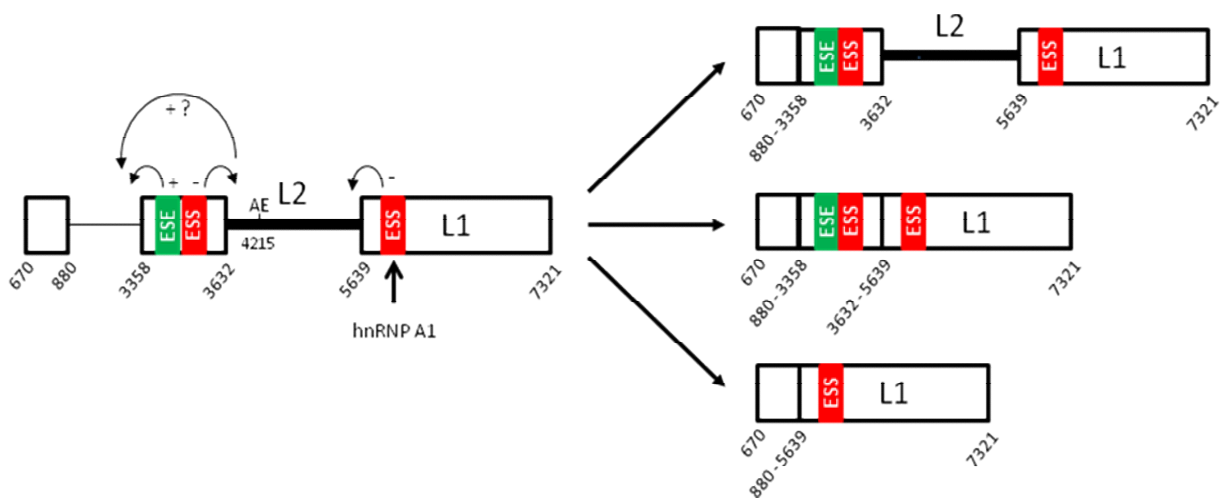 + ?
+
-
-
ESE
ESS
AE
L2
4215
ESS
L1
670
880
3358
3632
5639
7321
hnRNP A1
L2
ESE
ESS
ESS
L1
670
880 - 3358
3632
5639
7321
ESE
ESS
ESS
L1
670
880 - 3358
3632 - 5639
7321
ESS
L1
670
880 - 5639
7321